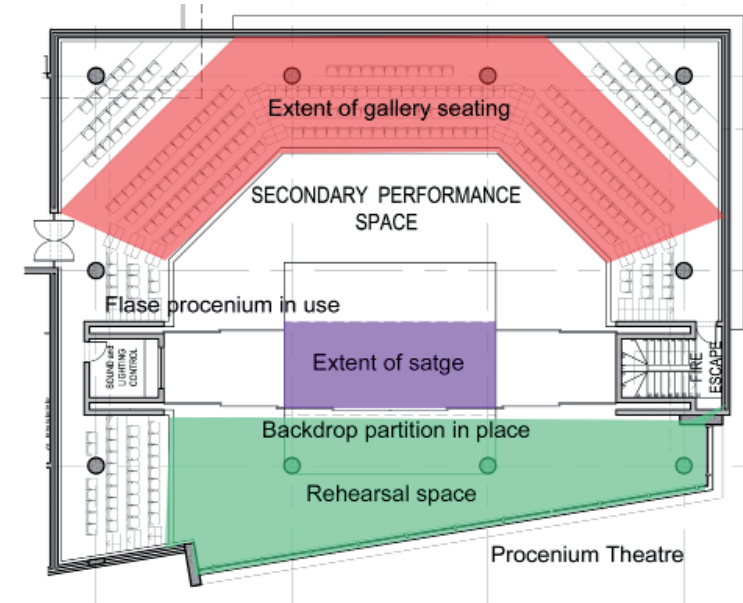 Extent of gallery seating
SECONDARY PERFORMANCE
SPACE
Flase procenium in use
SOUND and
LIGHTING
CONTROL
Extent of satge
FIRE
ESCAPE
Backdrop partition in place
Rehearsal space
Procenium Theatre